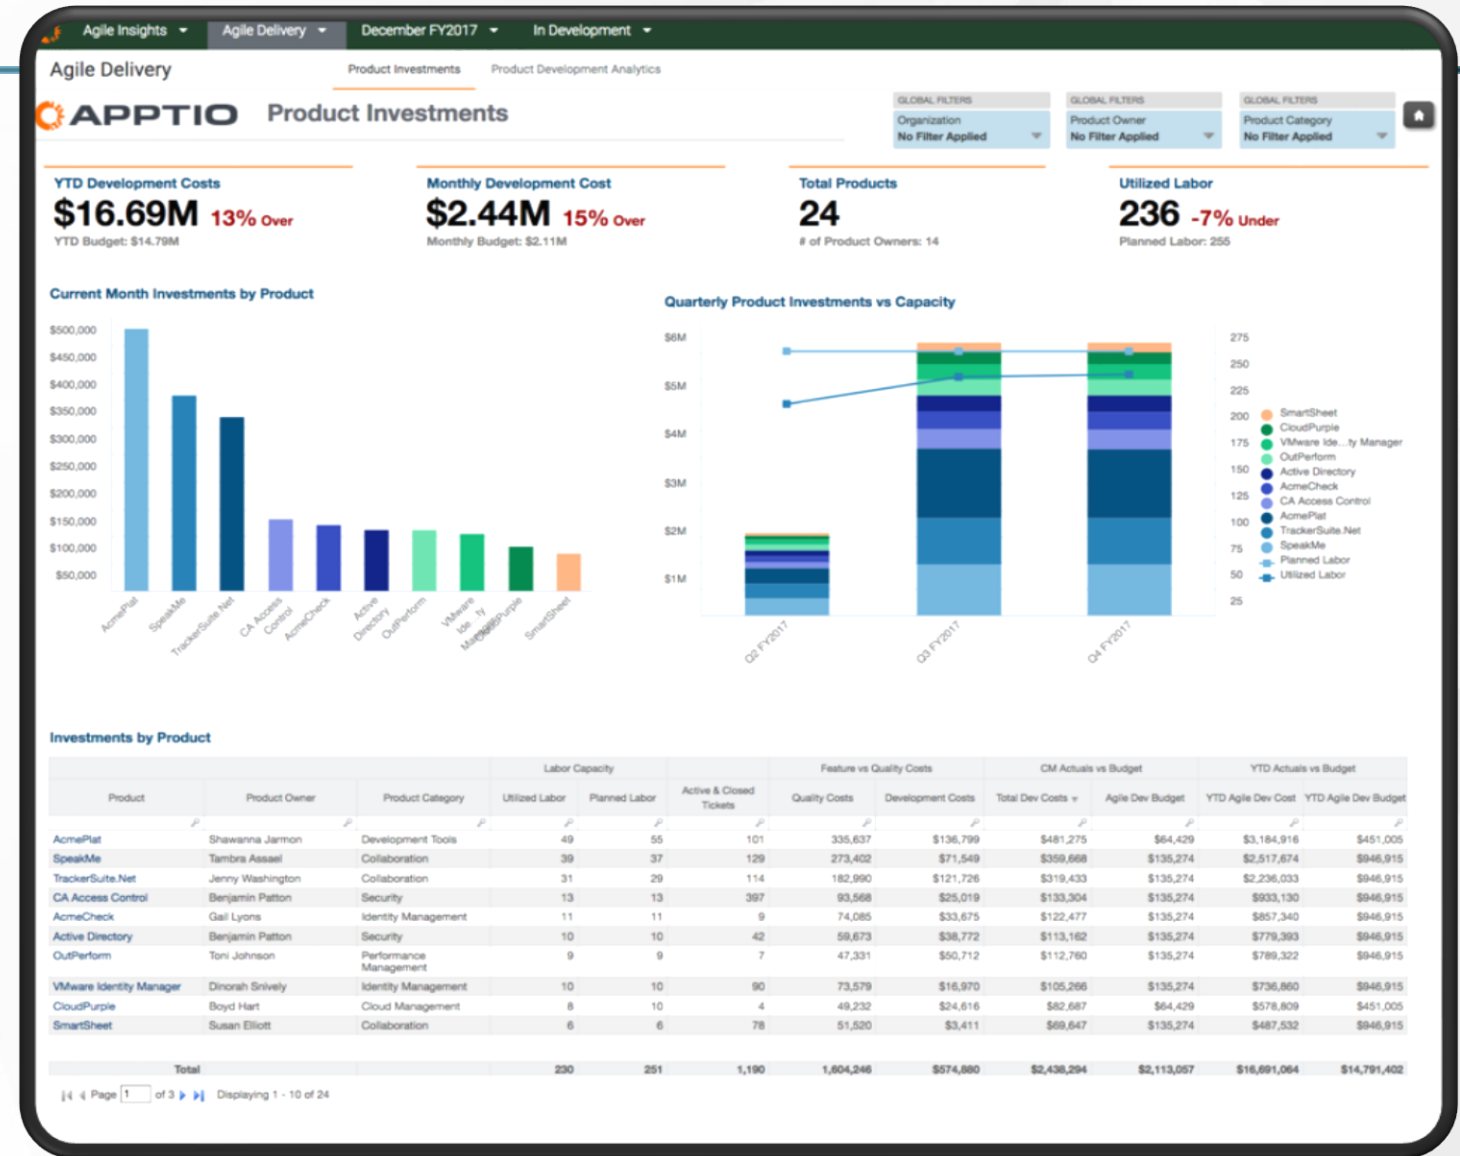 Agile Insights Agile Delivery December FY2017 In Development
Agile Delivery Product Investments Product Development Analytics
APPTIO Product Investments
GLOBAL FILTERS GLOBAL FILTERS GLOBAL FILTERS
Organization Product Owner Product Category
No Filter Applied No Filter Applied No Filter Applied
YTD Development Costs Monthly Development Cost Total Products Utilized Labor
$16.69M 13% Over $2.44M 15% Over 24 236 -7% Under
YTD Budget: $14.79M Monthly Budget: $2.11M # of Product Owners: 14 Planned Labor: 255
Current Month Investments by Product
$500,000
$450,000
$400,000
$350,000
$300,000
$250,000
$200,000
$150,000
$100,000
$50,000
AcmePlat
SpeakMe
TrackerSuite.Net
CA Access
Control
AcmeCheck
Active
Directory
OutPerform
VMware
Ide...ty
CloudPurple
SmartSheet
Quarterly Product Investments vs Capacity
$6M
$5M
$4M
$3M
$2M
$1M
Q2 FY2017
Q3 FY2017
Q4 FY2017
275
250
225
200
175
150
125
100
75
50
25
SmartSheet
CloudPurple
VMware Ide...ty Manager
OutPerform
Active Directory
AcmeCheck
CA Access Control
AcmePlat
TrackerSuite.Net
SpeakMe
Planned Labor
Utilized Labor
Investments by Product
Labor Capacity Feature vs Quality Costs CM Actuals vs Budget YTD Actuals vs Budget
Product Product Owner Product Category Utilized Labor Planned Labor Active & Closed Tickets Quality Costs Development Costs Total Dev Costs Agile Dev Budget YTD Agile Dev Cost YTD Agile Dev Budget
AcmePlat Shawanna Jarmon Development Tools 49 55 101 335,637 $136,799 $481,275 $64,429 $3,184,916 $451,005
SpeakMe Tambra Assael Collaboration 39 37 129 273,402 $71,549 $359,668 $135,274 $2,517,674 $946,915
TrackerSuite.Net Jenny Washington Collaboration 31 29 114 182,990 $121,726 $319,433 $135,274 $2,236,033 $946,915
CA Access Control Benjamin Patton Security 13 13 397 93,568 $25,019 $133,304 $135,274 $933,130 $946,915
AcmeCheck Gail Lyons Identity Management 11 11 9 74,085 $33,675 $122,477 $135,274 $857,340 $946,915
Active Directory Benjamin Patton Security 10 10 42 59,673 $38,772 $113,162 $135,274 $779,393 $946,915
OutPerform Toni Johnson Performance Management 9 9 7 47,331 $50,712 $112,760 $135,274 $789,322 $946,915
VMware Identity Manager Dinorah Snively Identity Management 10 10 90 73,579 $16,970 $105,266 $135,274 $736,860 $946,915
CloudPurple Boyd Hart Cloud Management 8 10 4 49,232 $24,616 $82,687 $64,429 $578,809 $451,005
SmartSheet Susan Elliott Collaboration 6 6 78 51,520 $3,411 $69,647 $135,274 $487,532 $946,915
Total 230 251 1,190 1,604,246 $574,880 $2,438,294 $2,113,057 $16,691,064 $14,791,402
Page 1 of 3 Displaying 1 - 10 of 24